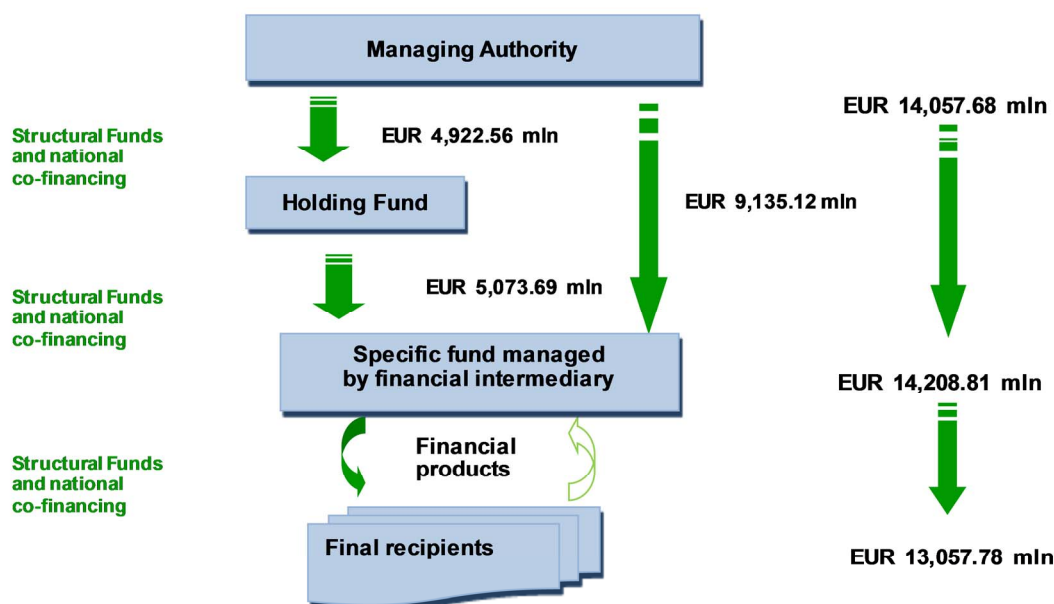 Managing Authority
EUR 14,057.68 mln
Structural Funds
and national
co-financing
EUR 4,922.56 mln
Holding Fund
EUR 9,135.12 mln
Structural Funds
and national
co-financing
EUR 5,073.69 mln
Specific fund managed
by financial intermediary
EUR 14,208.81 mln
Structural Funds
and national
co-financing
Financial
products
Final recipients
EUR 13,057.78 mln